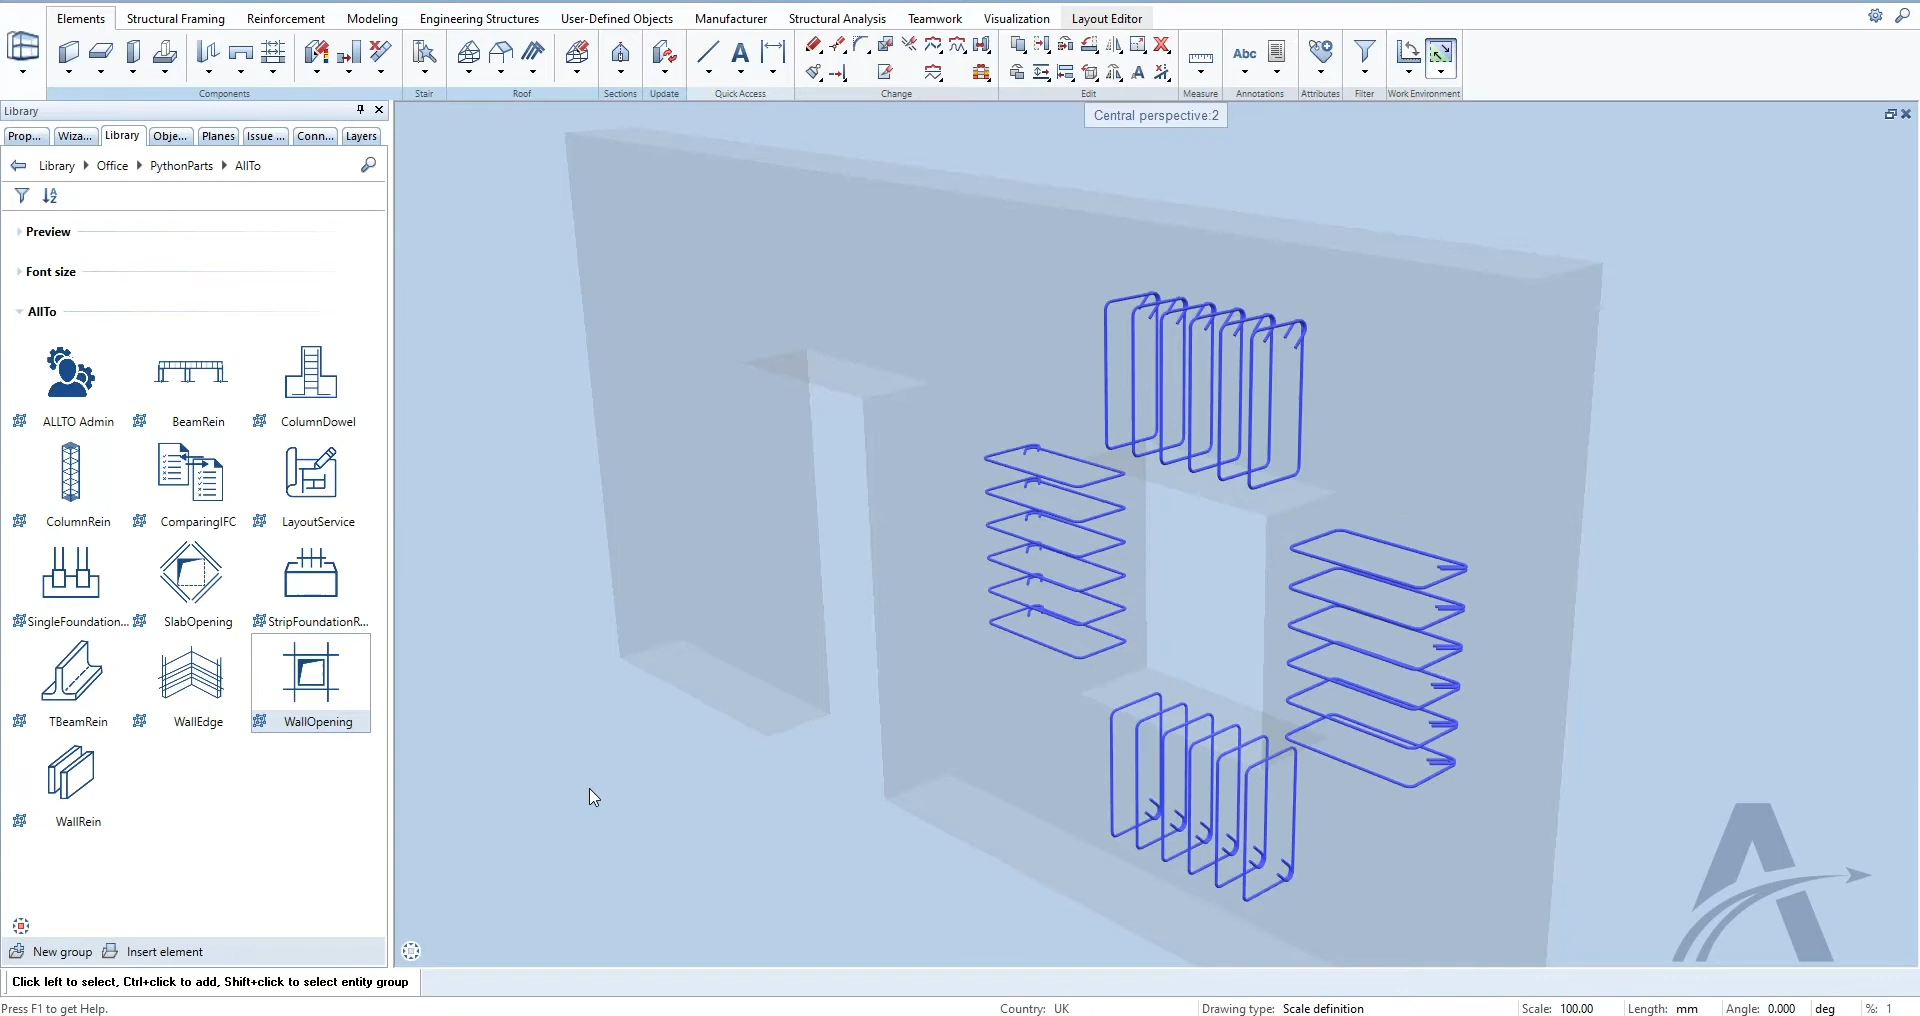 Elements Structural Framing Reinforcement Modeling Engineering Structures User-Defined Objects Manufacturer Structural Analysis Teamwork Visualization Layout Editor
Abc
Components Stair Roof Sections Update Quick Access Change Edit Measure Annotations Attributes Filter Work Environment
Library
Prop... Wiza... Library Obje... Planes Issue ... Conn... Layers
Library Office PythonParts AllTo
Preview
Font size
AllTo
ALLTO Admin BeamRein ColumnDowel
ColumnRein ComparingIFC LayoutService
SingleFoundation... SlabOpening StripFoundationR...
TBeamRein WallEdge WallOpening
WallRein
New group Insert element
Central perspective:2
Click left to select, Ctrl+click to add, Shift+click to select entity group
Press F1 to get Help. Country: UK Drawing type: Scale definition Scale: 100.00 Length: mm Angle: 0.000 deg %: 1